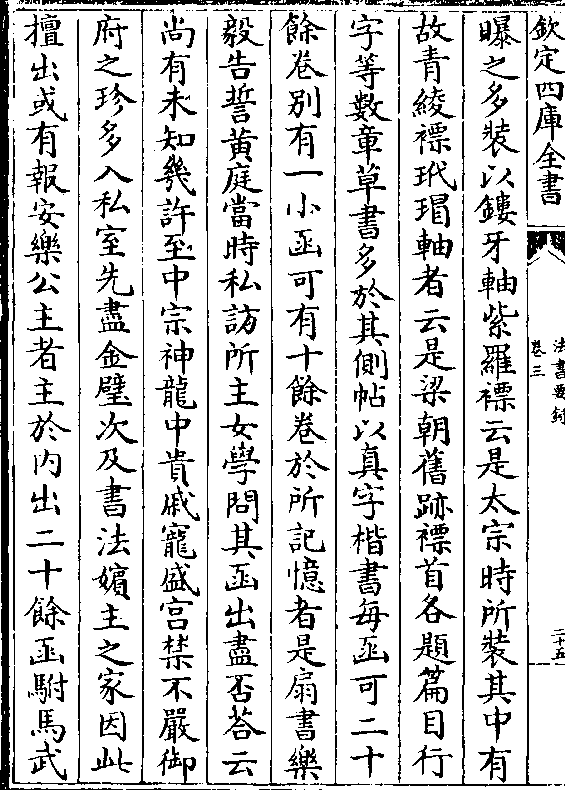 欽定四庫全書
法書要錄
卷三
二十五
曝之多裝以鏤牙軸紫羅褾云是太宗時所裝其中有
故青綾褾玳瑁軸者云是梁朝舊跡褾首各題篇目行
字等數章草書多於其側帖以真字楷書每函可二十
餘卷別有一小函可有十餘卷於所記憶者是扇書樂
毅告誓黄庭當時私訪所主女學問其函出盡否荅云
尚有未知幾許至中宗神龍中貴戚寵盛宫禁不嚴御
府之珍多入私室先盡金璧次及書法嬪主之家因此
擅出或有報安樂公主者主於内出二十餘函駙馬武